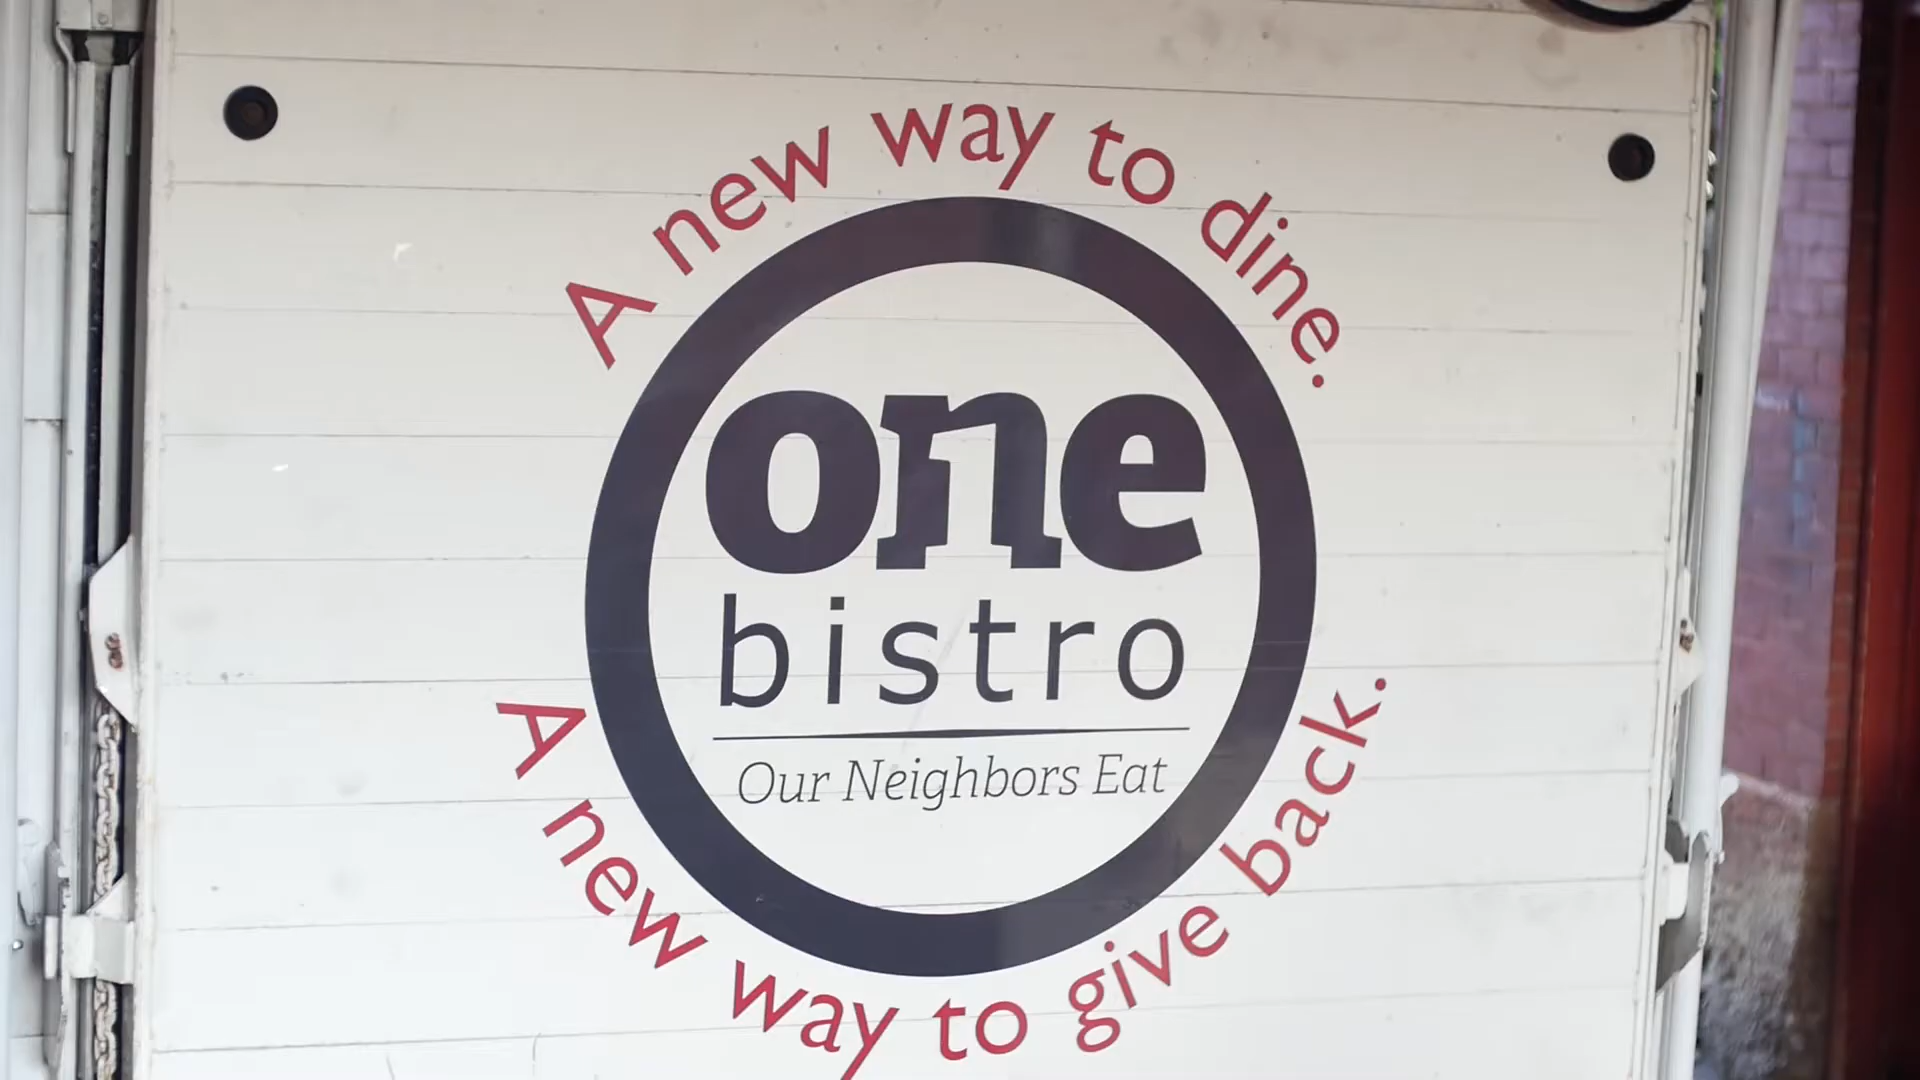 A new way to dine.
one
bistro
Our Neighbors Eat
A new way to give back.